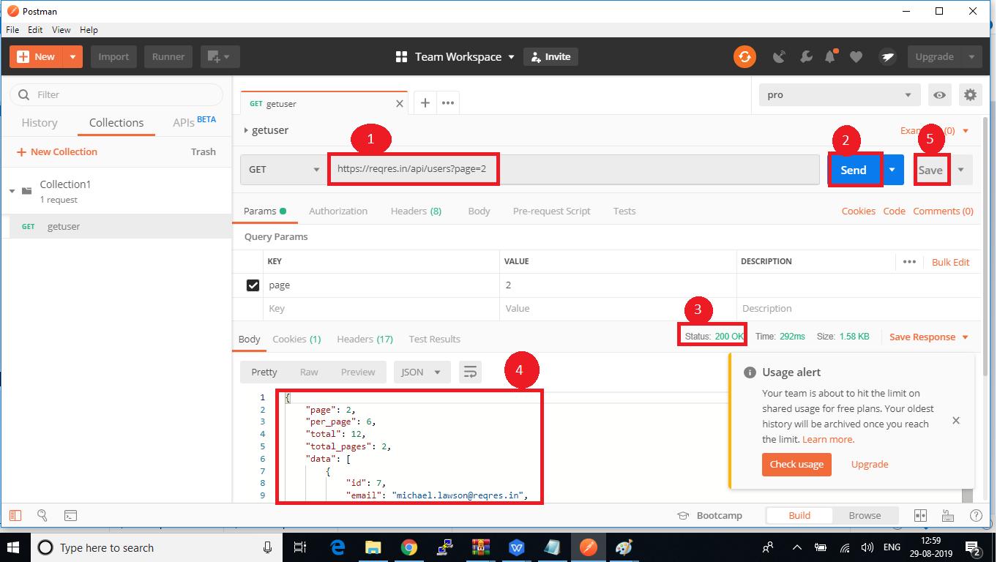 Postman
File Edit View Help
New Import Runner Team Workspace Invite Upgrade
Filter
History Collections APIs BETA
New Collection Trash
Collection1
1 request
GET getuser
GET getuser
pro
getuser
(0)
1
2
5
GET https://reqres.in/api/users?page=2 Send Save
Params Authorization Headers (8) Body Pre-request Script Tests Cookies Code Comments (0)
Query Params
KEY VALUE DESCRIPTION Bulk Edit
page 2
Key Value Description
3
Body Cookies (1) Headers (17) Test Results Status: 200 OK Time: 292ms Size: 1.58 KB Save Response
Pretty Raw Preview JSON
4
1 {
2 "page": 2,
3 "per_page": 6,
4 "total": 12,
5 "total_pages": 2,
6 "data": [
7 {
8 "id": 7,
9 "email": "michael.lawson@reqres.in",
Usage alert
Your team is about to hit the limit on
shared usage for free plans. Your oldest
history will be archived once you reach
the limit. Learn more.
Check usage Upgrade
Bootcamp Build Browse
Type here to search
ENG
12:59
29-08-2019
2